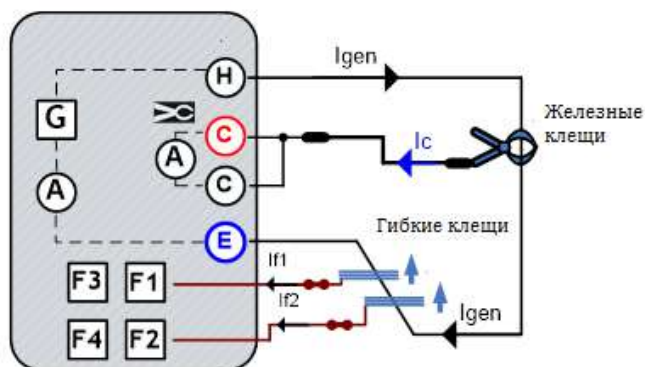 H
Igen
G
Железные
клещи
C
A
Ic
C
A
Гибкие клещи
E
If1
F3 F1
If2
Igen
F4 F2